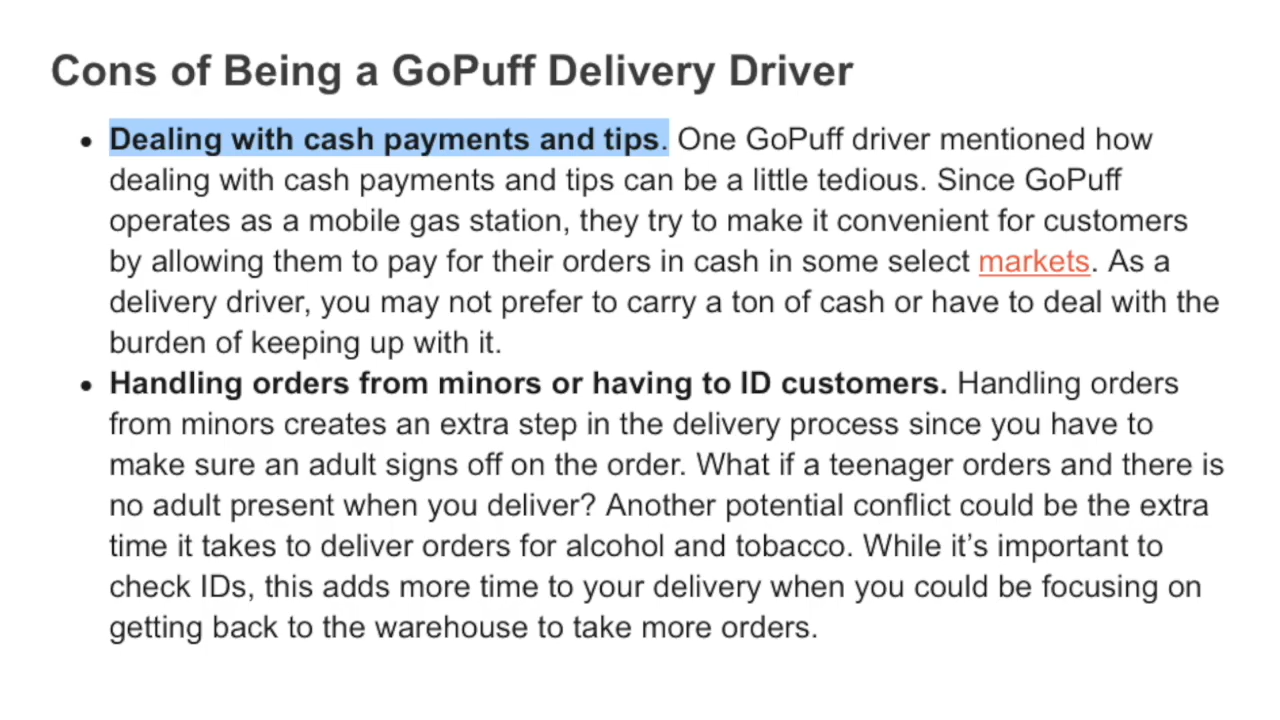 Cons of Being a GoPuff Delivery Driver
• Dealing with cash payments and tips. One GoPuff driver mentioned how
dealing with cash payments and tips can be a little tedious. Since GoPuff
operates as a mobile gas station, they try to make it convenient for customers
by allowing them to pay for their orders in cash in some select markets. As a
delivery driver, you may not prefer to carry a ton of cash or have to deal with the
burden of keeping up with it.
• Handling orders from minors or having to ID customers. Handling orders
from minors creates an extra step in the delivery process since you have to
make sure an adult signs off on the order. What if a teenager orders and there is
no adult present when you deliver? Another potential conflict could be the extra
time it takes to deliver orders for alcohol and tobacco. While it’s important to
check IDs, this adds more time to your delivery when you could be focusing on
getting back to the warehouse to take more orders.